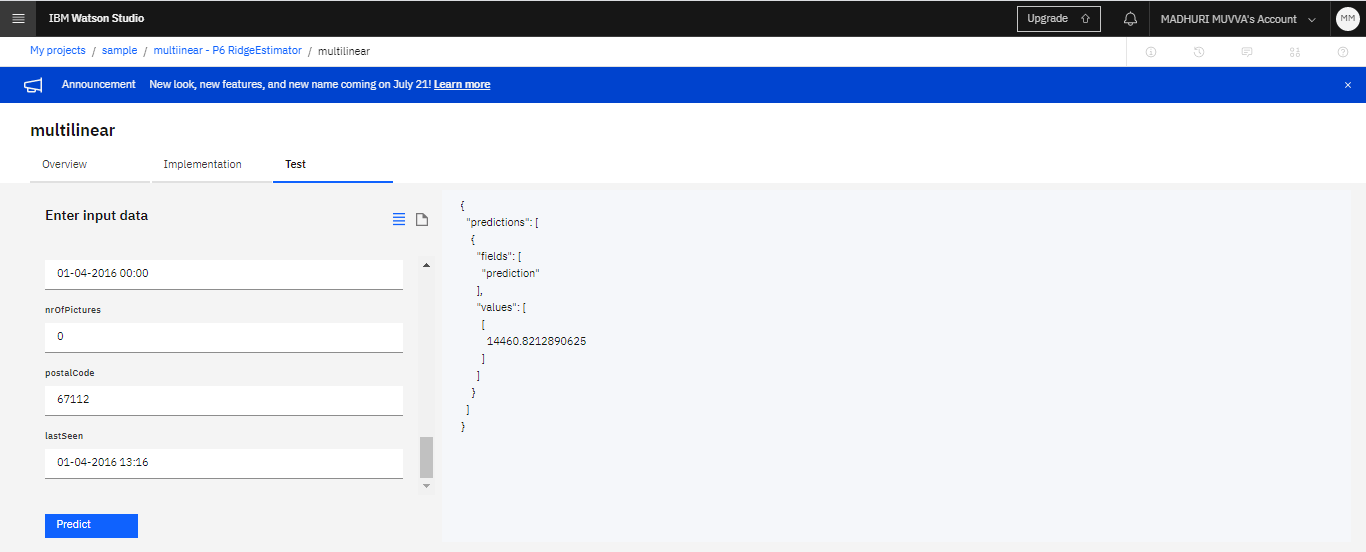 IBM Watson Studio
Upgrade
MADHURI MUVVA's Account
MM
My projects / sample / multiinear - P6 RidgeEstimator / multilinear
Announcement New look, new features, and new name coming on July 21! Learn more
multilinear
Overview Implementation Test
Enter input data
01-04-2016 00:00
nrOfPictures
0
postalCode
67112
lastSeen
01-04-2016 13:16
Predict
{
"predictions": [
{
"fields": [
"prediction"
],
"values": [
[
14460.8212890625
]
]
}
]
}